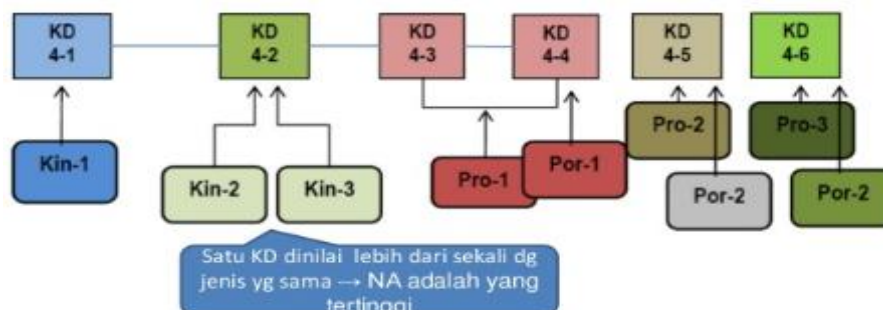 KD
4-1
KD
4-2
KD
4-3
KD
4-4
KD
4-5
KD
4-6
Kin-1
Kin-2
Kin-3
Pro-1
Por-1
Pro-2
Por-2
Pro-3
Por-2
Satu KD dinilai lebih dari sekali dg
jenis yg sama → NA adalah yang
tertinggi